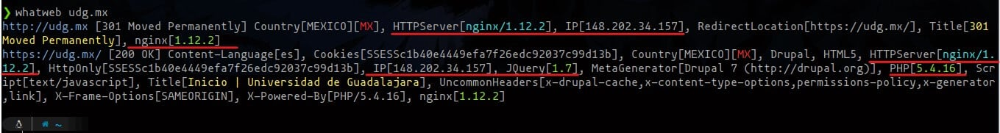 ❯ whatweb udg.mx
http://udg.mx [301 Moved Permanently] Country[MEXICO][MX], HTTPServer[nginx/1.12.2], IP[148.202.34.157], RedirectLocation[https://udg.mx/], Title[301
Moved Permanently], nginx[1.12.2]
https://udg.mx/ [200 OK] Content-Language[es], Cookies[SSESSc1b40e4449efa7f26edc92037c99d13b], Country[MEXICO][MX], Drupal, HTML5, HTTPServer[nginx/1.
12.2], HttpOnly[SSESSc1b40e4449efa7f26edc92037c99d13b], IP[148.202.34.157], JQuery[1.7], MetaGenerator[Drupal 7 (http://drupal.org)], PHP[5.4.16], Scr
ipt[text/javascript], Title[Inicio | Universidad de Guadalajara], UncommonHeaders[x-drupal-cache,x-content-type-options,permissions-policy,x-generator
,link], X-Frame-Options[SAMEORIGIN], X-Powered-By[PHP/5.4.16], nginx[1.12.2]
~